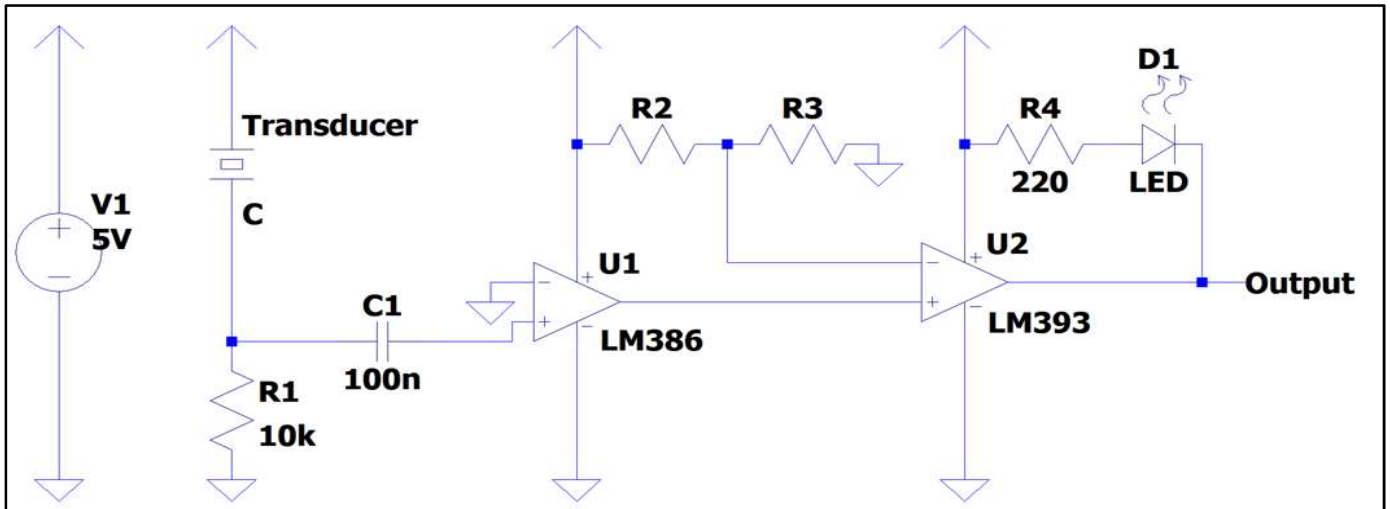 V1
5V
Transducer
C
R1
10k
C1
100n
+
−
−
+
U1
+
−
LM386
R2
R3
−
+
U2
+
−
LM393
R4
220
D1
LED
Output